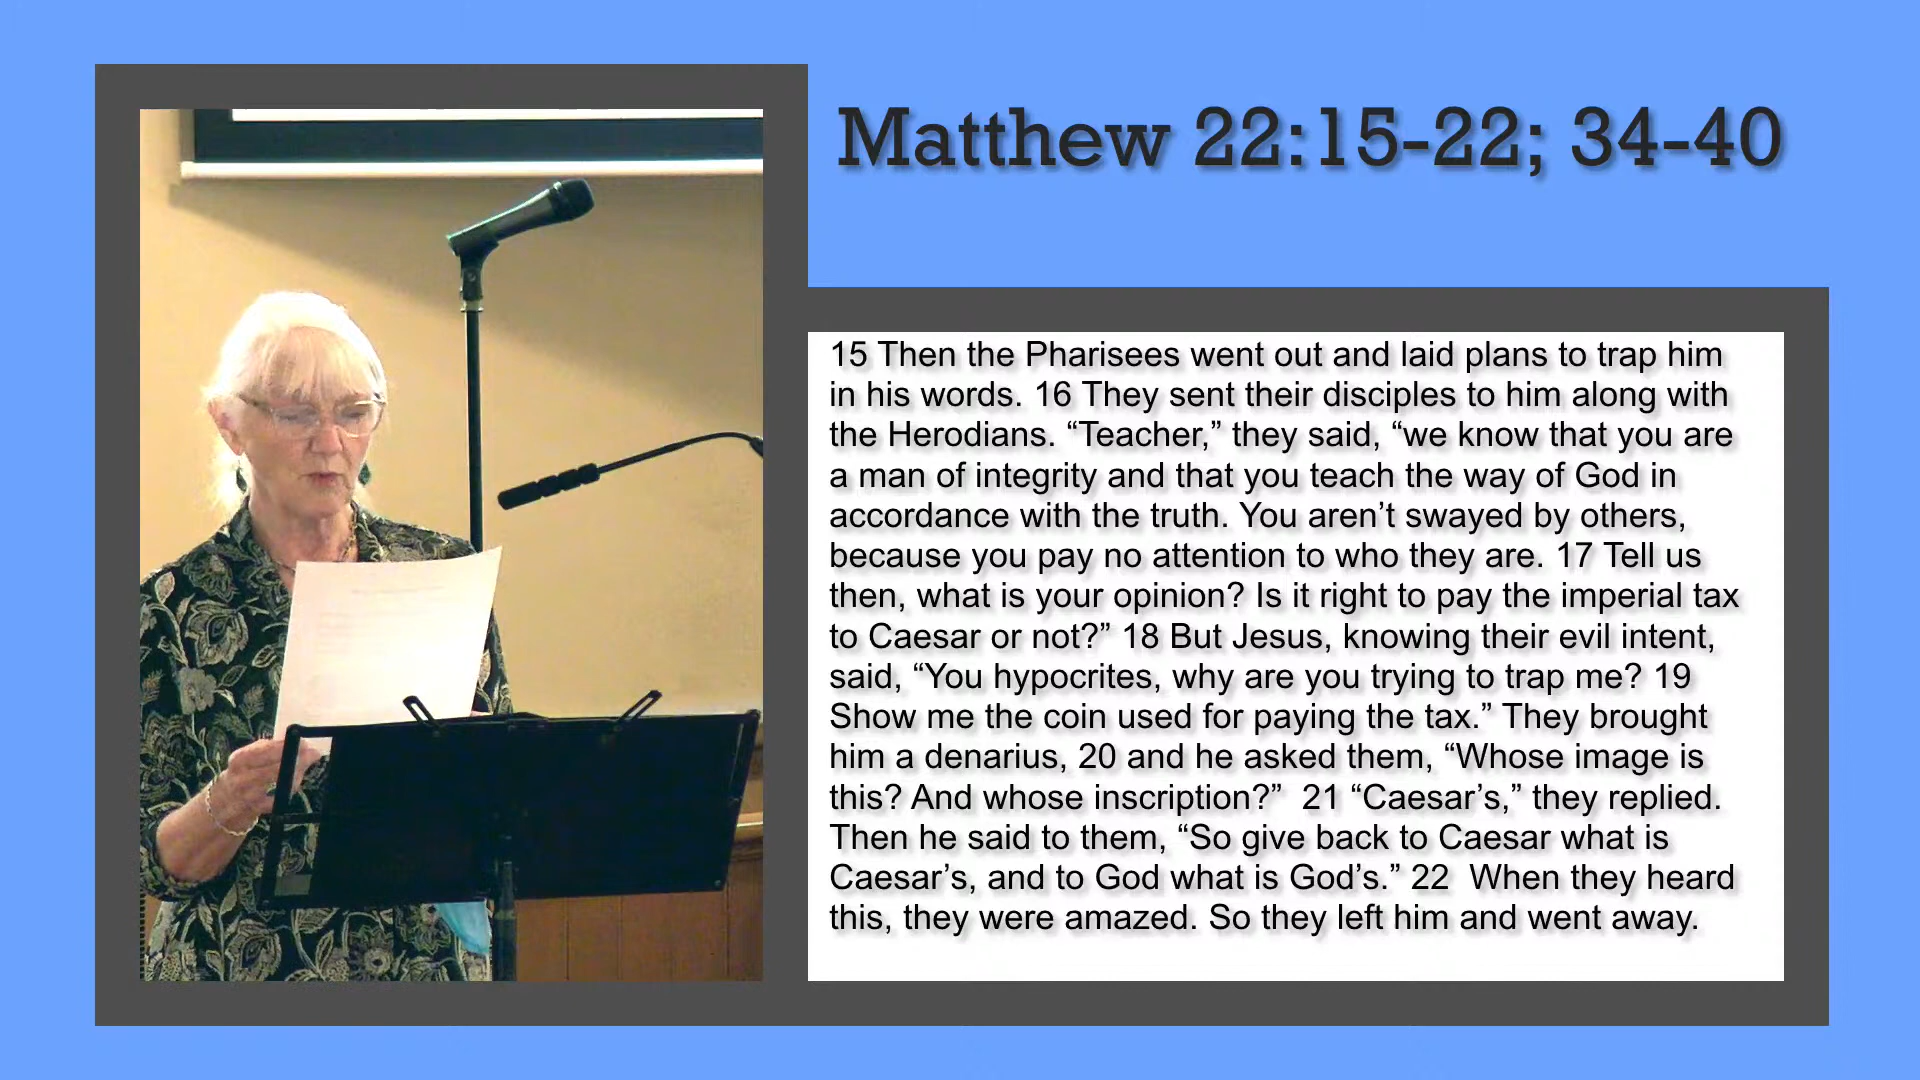 Matthew 22:15-22; 34-40
15 Then the Pharisees went out and laid plans to trap him
in his words. 16 They sent their disciples to him along with
the Herodians. “Teacher,” they said, “we know that you are
a man of integrity and that you teach the way of God in
accordance with the truth. You aren’t swayed by others,
because you pay no attention to who they are. 17 Tell us
then, what is your opinion? Is it right to pay the imperial tax
to Caesar or not?” 18 But Jesus, knowing their evil intent,
said, “You hypocrites, why are you trying to trap me? 19
Show me the coin used for paying the tax.” They brought
him a denarius, 20 and he asked them, “Whose image is
this? And whose inscription?”  21 “Caesar’s,” they replied.
Then he said to them, “So give back to Caesar what is
Caesar’s, and to God what is God’s.” 22  When they heard
this, they were amazed. So they left him and went away.